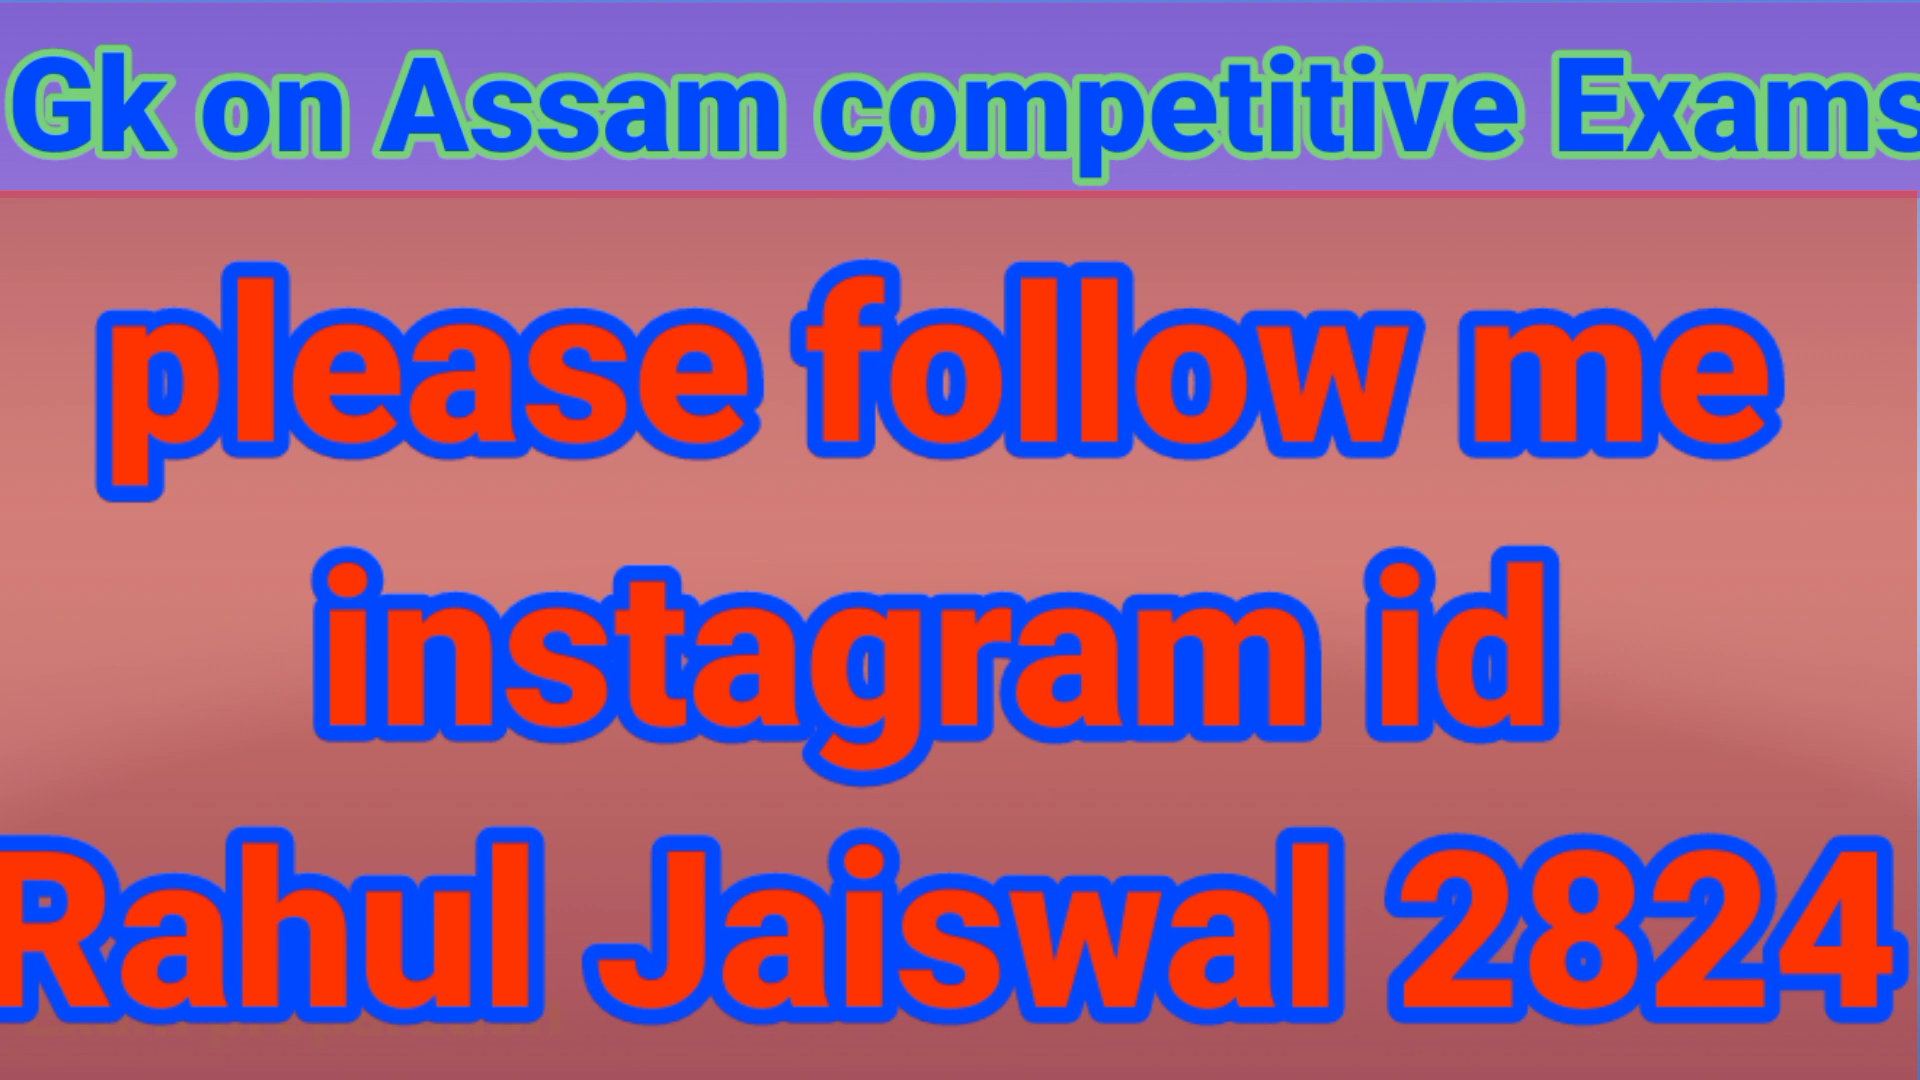 Gk on Assam competitive Exams
please follow me
instagram id
Rahul Jaiswal 2824